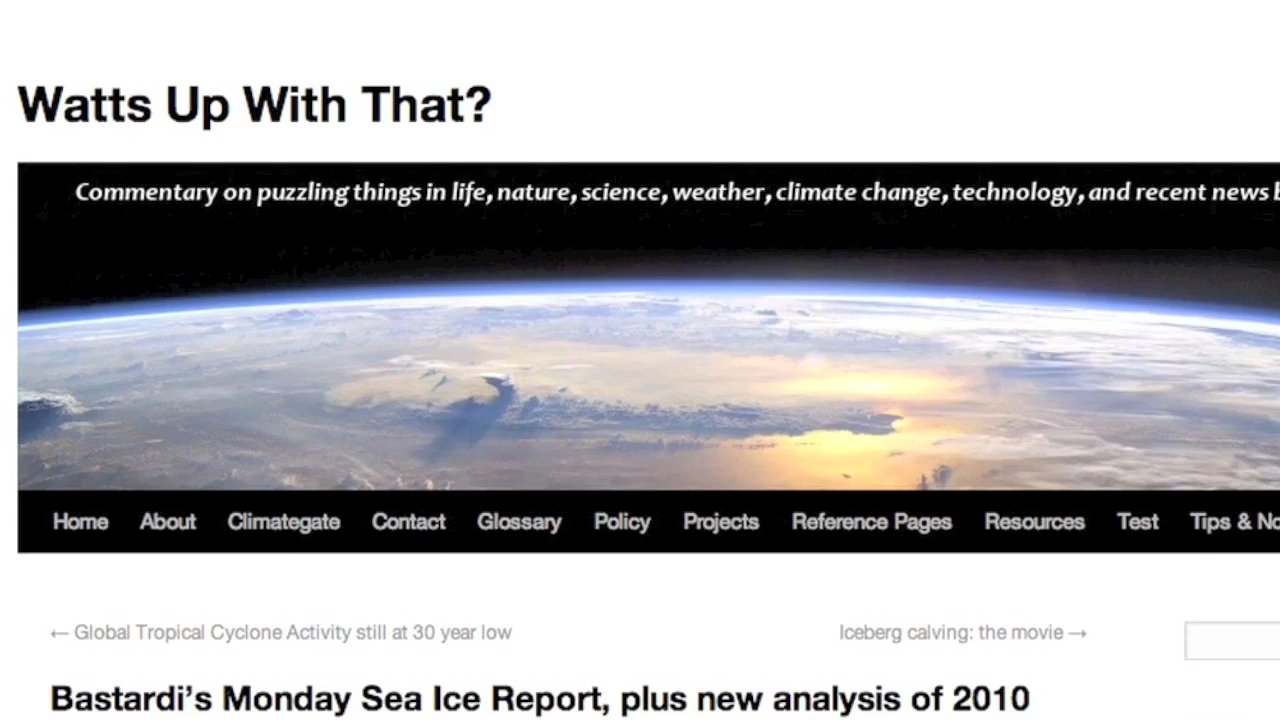 Watts Up With That?
Commentary on puzzling things in life, nature, science, weather, climate change, technology, and recent news
Home About Climategate Contact Glossary Policy Projects Reference Pages Resources Test Tips &
← Global Tropical Cyclone Activity still at 30 year low Iceberg calving: the movie →
Bastardi’s Monday Sea Ice Report, plus new analysis of 2010